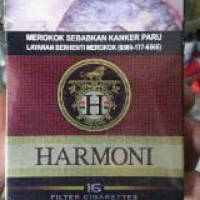 MEROKOK SEBABKAN KANKER PARU
LAYANAN BERHENTI MEROKOK (0800-177-6565)
H
HARMONI
16
FILTER CIGARETTES